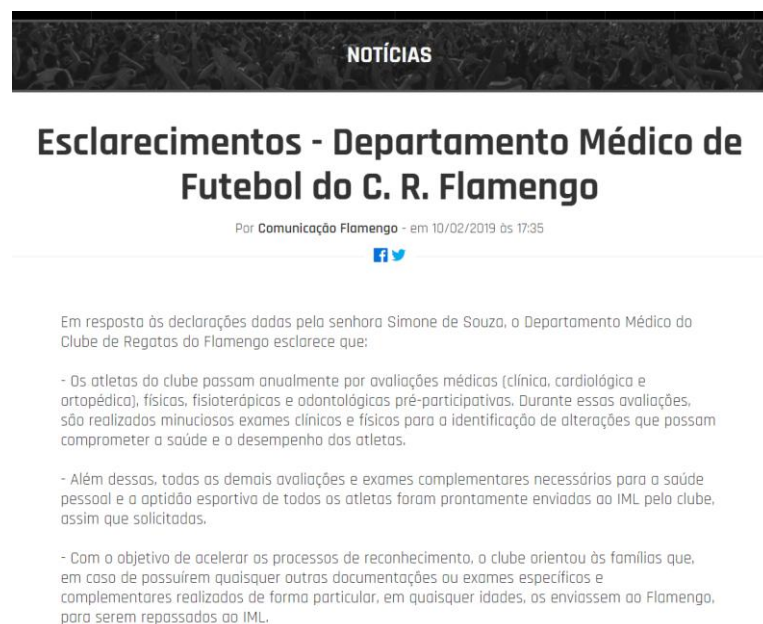 NOTÍCIAS
Esclarecimentos - Departamento Médico de
Futebol do C. R. Flamengo
Por Comunicação Flamengo - em 10/02/2019 às 17:35
Em resposta às declarações dadas pela senhora Simone de Souza, o Departamento Médico do
Clube de Regatas do Flamengo esclarece que:
- Os atletas do clube passam anualmente por avaliações médicas (clínica, cardiológica e
ortopédica), físicas, fisioterápicas e odontológicas pré-participativas. Durante essas avaliações,
são realizados minuciosos exames clínicos e físicos para a identificação de alterações que possam
comprometer a saúde e o desempenho dos atletas.
- Além dessas, todas as demais avaliações e exames complementares necessários para a saúde
pessoal e a aptidão esportiva de todos os atletas foram prontamente enviadas ao IML pelo clube,
assim que solicitadas.
- Com o objetivo de acelerar os processos de reconhecimento, o clube orientou às famílias que,
em caso de possuírem quaisquer outras documentações ou exames específicos e
complementares realizados de forma particular, em quaisquer idades, os enviassem ao Flamengo,
para serem repassados ao IML.